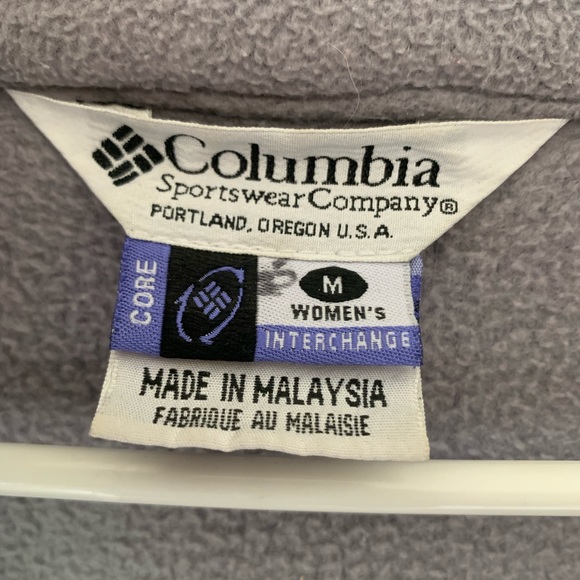 Columbia
Sportswear Company®
PORTLAND, OREGON U.S.A.
CORE
M
WOMEN'S
INTERCHANGE
MADE IN MALAYSIA
FABRIQUE AU MALAISIE